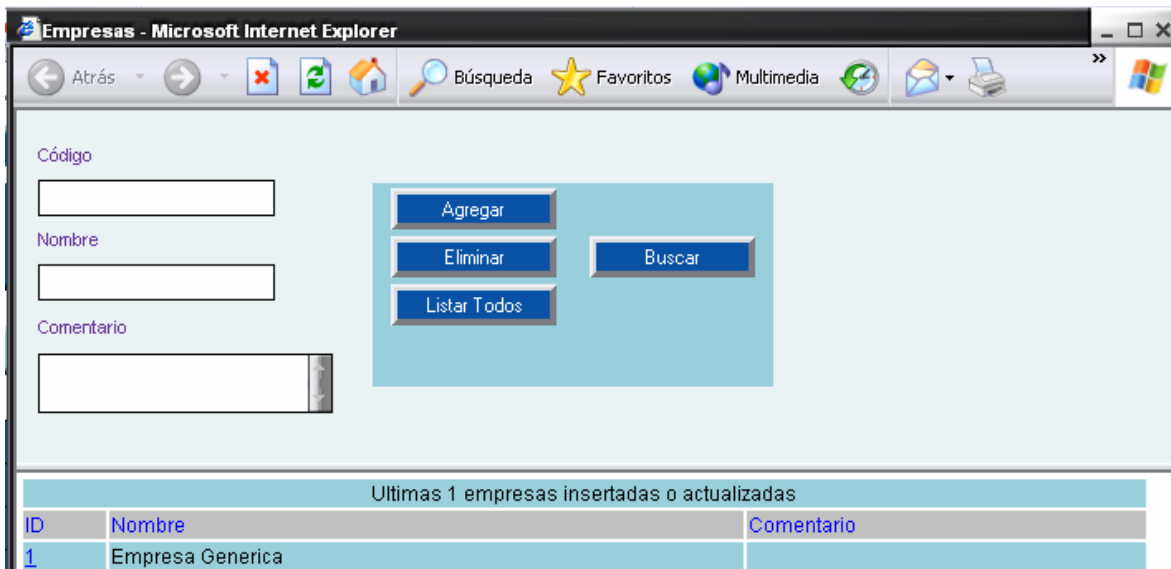 Empresas - Microsoft Internet Explorer
Atrás Búsqueda Favoritos Multimedia »
Código
Agregar
Nombre
Eliminar Buscar
Listar Todos
Comentario
Ultimas 1 empresas insertadas o actualizadas
ID Nombre Comentario
1 Empresa Generica